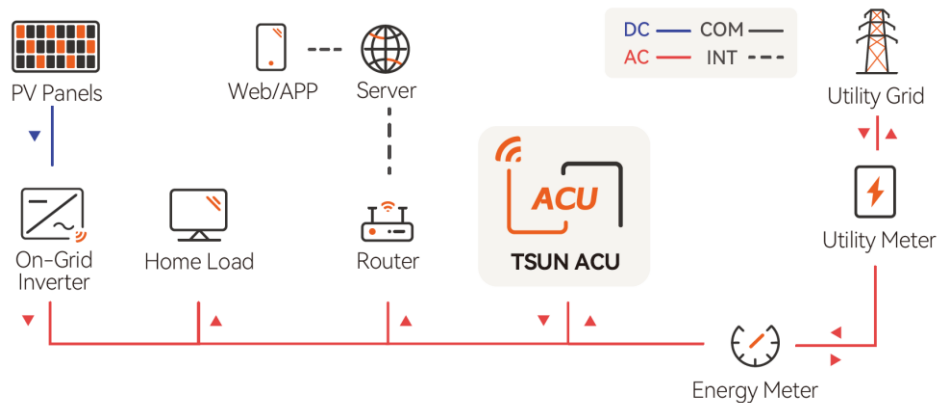 DC COM
AC INT
PV Panels
Web/APP
Server
Utility Grid
ACU
On-Grid
Inverter
Home Load
Router
TSUN ACU
Utility Meter
Energy Meter